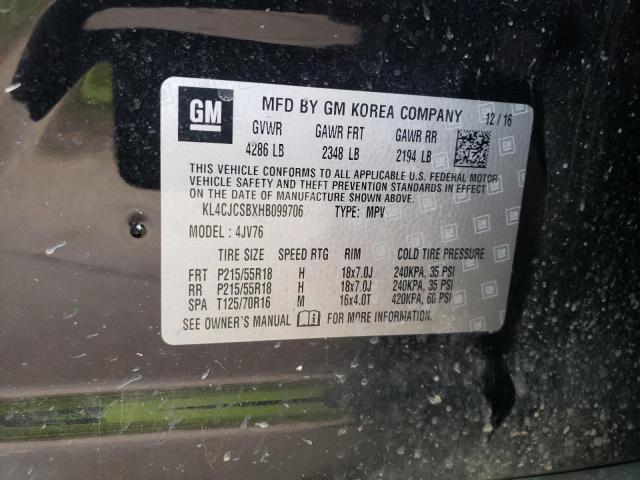 GM MFD BY GM KOREA COMPANY 12/16
GVWR GAWR FRT GAWR RR
4286 LB 2348 LB 2194 LB
THIS VEHICLE CONFORMS TO ALL APPLICABLE U.S. FEDERAL MOTOR
VEHICLE SAFETY AND THEFT PREVENTION STANDARDS IN EFFECT
ON THE DATE OF MANUFACTURE SHOWN ABOVE.
KL4CJCSBXHB099706 TYPE: MPV
MODEL: 4JV76
TIRE SIZE SPEED RTG RIM COLD TIRE PRESSURE
FRT P215/55R18 H 18x7.0J 240KPA, 35 PSI
RR P215/55R18 H 18x7.0J 240KPA, 35 PSI
SPA T125/70R16 M 16x4.0T 420KPA, 60 PSI
SEE OWNER'S MANUAL FOR MORE INFORMATION